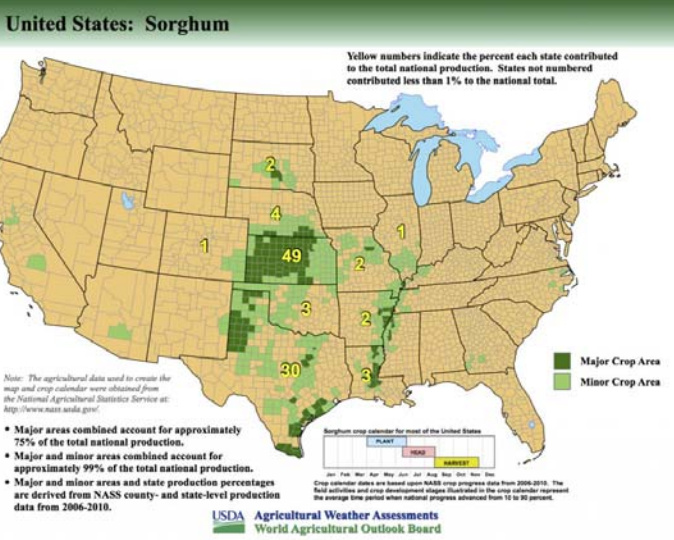 United States: Sorghum
Yellow numbers indicate the percent each state contributed
to the total national production. States not numbered
contributed less than 1% to the national total.
2
4
1
1
49
2
3
2
30
3
Major Crop Area
Minor Crop Area
Note: The agricultural data used to create the
map and crop calendar were obtained from
the National Agricultural Statistics Service at:
http://www.nass.usda.gov/.
• Major areas combined account for approximately
75% of the total national production.
• Major and minor areas combined account for
approximately 99% of the total national production.
• Major and minor areas and state production percentages
are derived from NASS county- and state-level production
data from 2006-2010.
Sorghum crop calendar for most of the United States
PLANT
HEAD
HARVEST
Jan Feb Mar Apr May Jun July Aug Sep Oct Nov Dec
Crop calendar dates are based upon NASS crop progress data from 2006-2010. The
field activities and crop development stages illustrated in the crop calendar represent
the average time period when national progress advanced from 10 to 90 percent.
USDA Agricultural Weather Assessments
World Agricultural Outlook Board